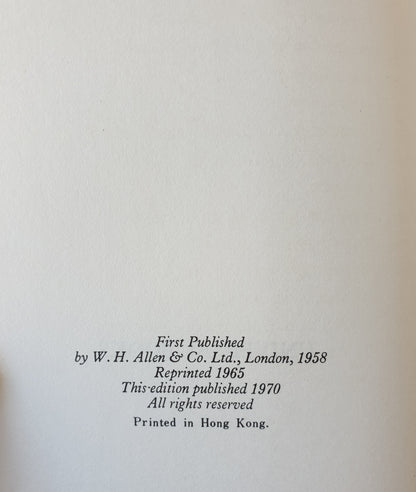 First Published
by W. H. Allen & Co. Ltd., London, 1958
Reprinted 1965
This edition published 1970
All rights reserved
Printed in Hong Kong.